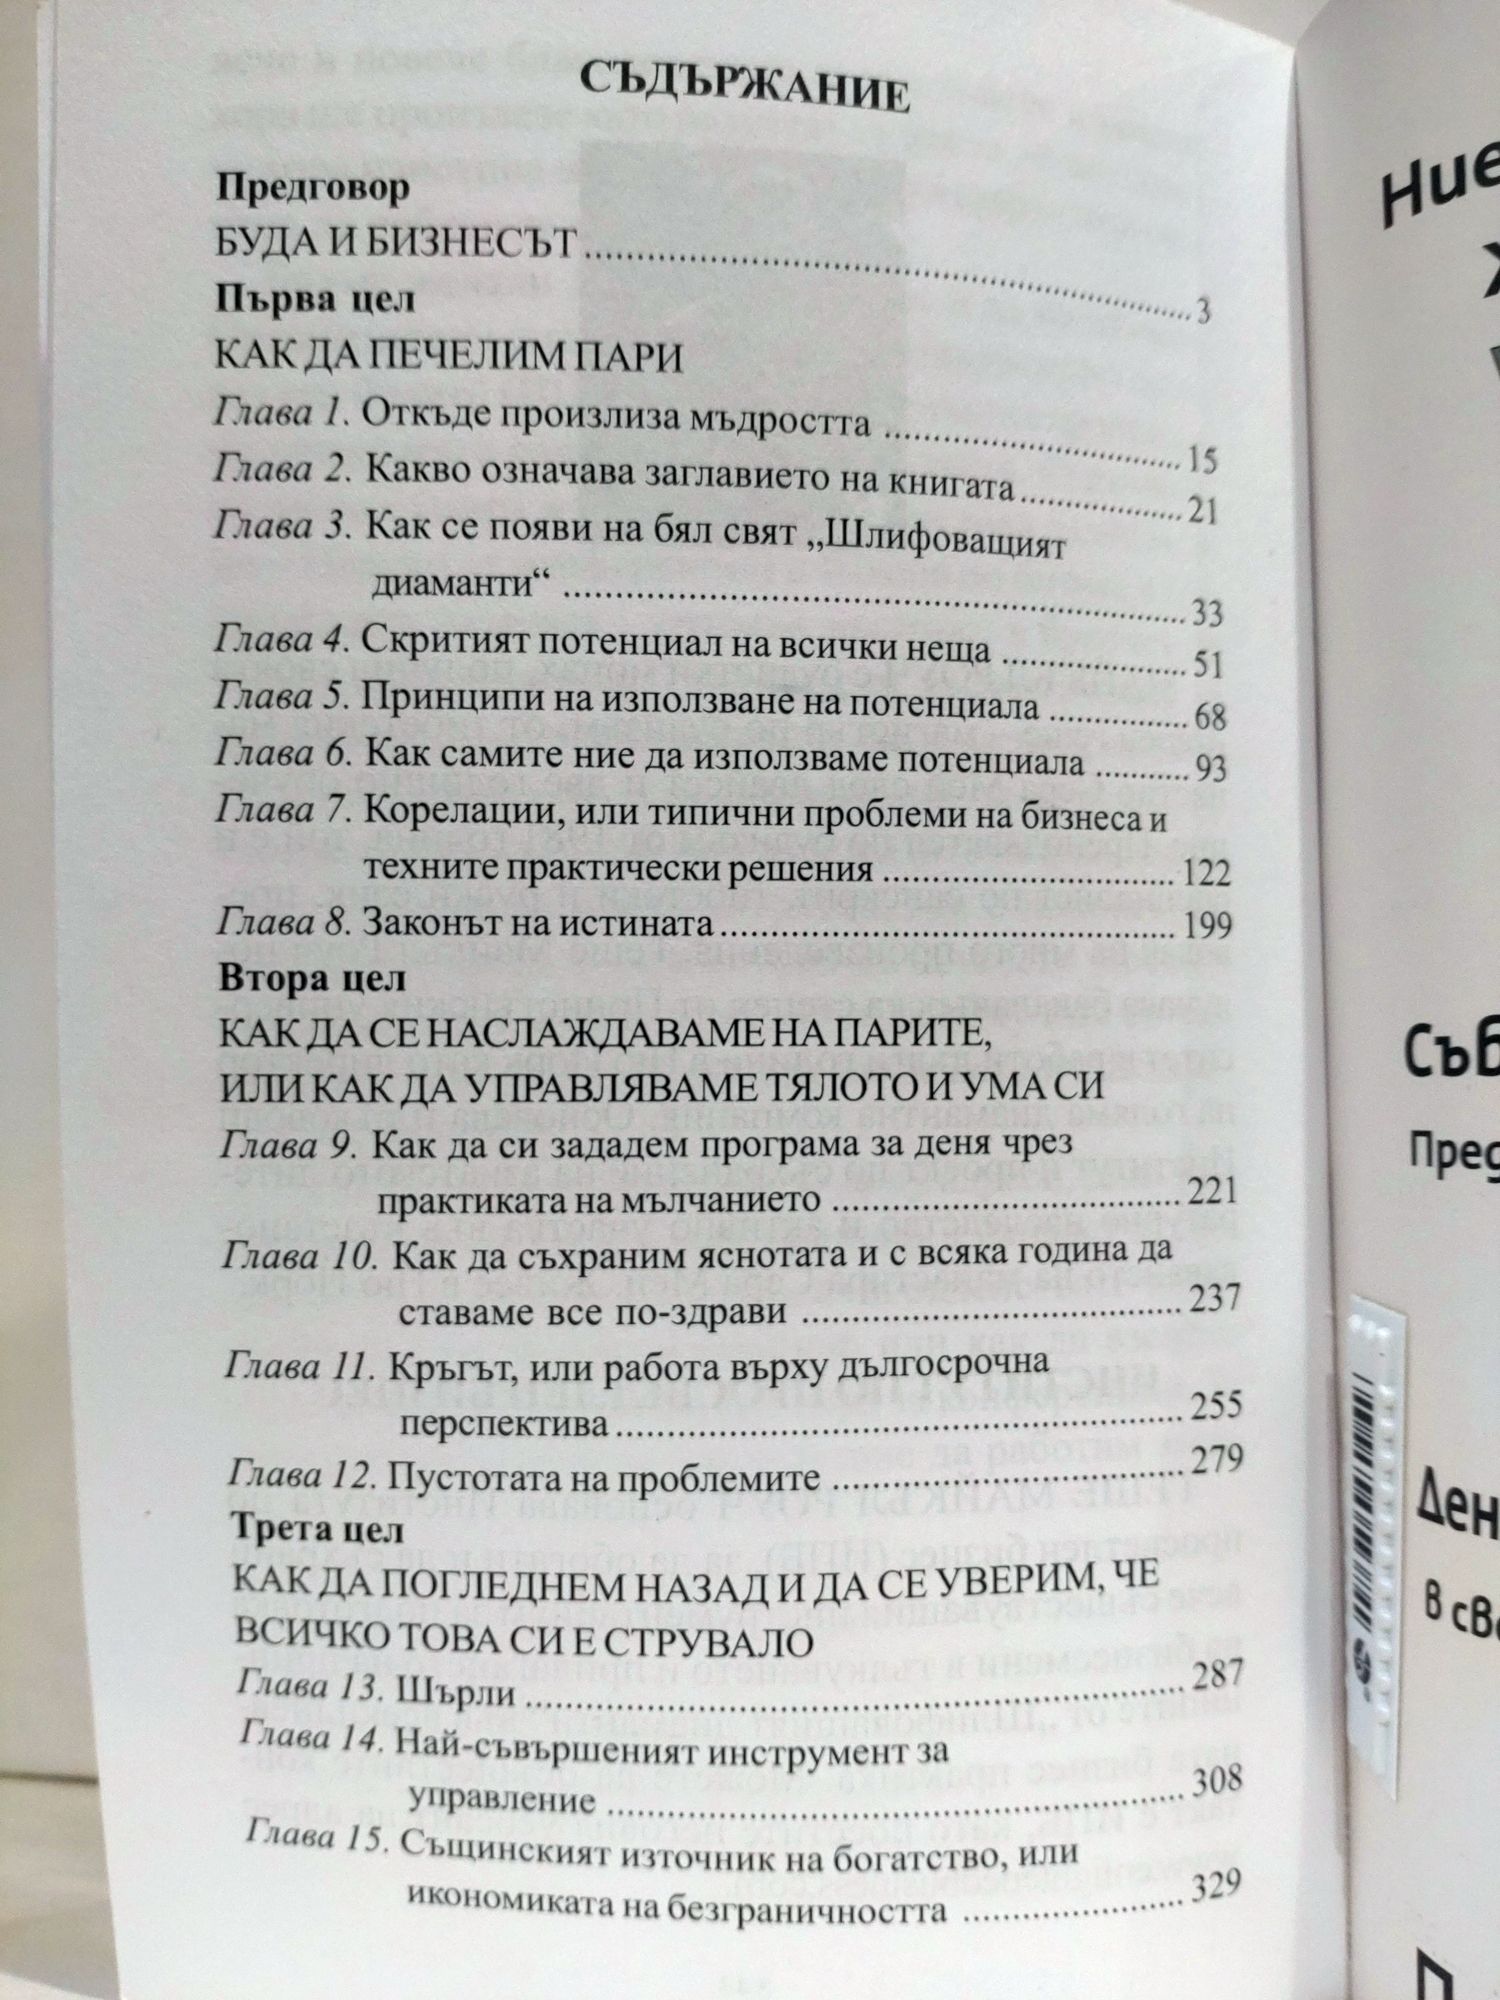 СЪДЪРЖАНИЕ
Предговор
БУДА И БИЗНЕСЪТ ........ 3
Първа цел
КАК ДА ПЕЧЕЛИМ ПАРИ
Глава 1. Откъде произлиза мъдростта ........ 15
Глава 2. Какво означава заглавието на книгата ........ 21
Глава 3. Как се появи на бял свят „Шлифоващият
диаманти“ ........ 33
Глава 4. Скритият потенциал на всички неща ........ 51
Глава 5. Принципи на използване на потенциала ........ 68
Глава 6. Как самите ние да използваме потенциала ........ 93
Глава 7. Корелации, или типични проблеми на бизнеса и
техните практически решения ........ 122
Глава 8. Законът на истината ........ 199
Втора цел
КАК ДА СЕ НАСЛАЖДАВАМЕ НА ПАРИТЕ,
ИЛИ КАК ДА УПРАВЛЯВАМЕ ТЯЛОТО И УМА СИ
Глава 9. Как да си зададем програма за деня чрез
практиката на мълчанието ........ 221
Глава 10. Как да съхраним яснотата и с всяка година да
ставаме все по-здрави ........ 237
Глава 11. Кръгът, или работа върху дългосрочна
перспектива ........ 255
Глава 12. Пустотата на проблемите ........ 279
Трета цел
КАК ДА ПОГЛЕДНЕМ НАЗАД И ДА СЕ УВЕРИМ, ЧЕ
ВСИЧКО ТОВА СИ Е СТРУВАЛО
Глава 13. Шърли ........ 287
Глава 14. Най-съвършеният инструмент за
управление ........ 308
Глава 15. Същинският източник на богатство, или
икономиката на безграничността ........ 329
Ние